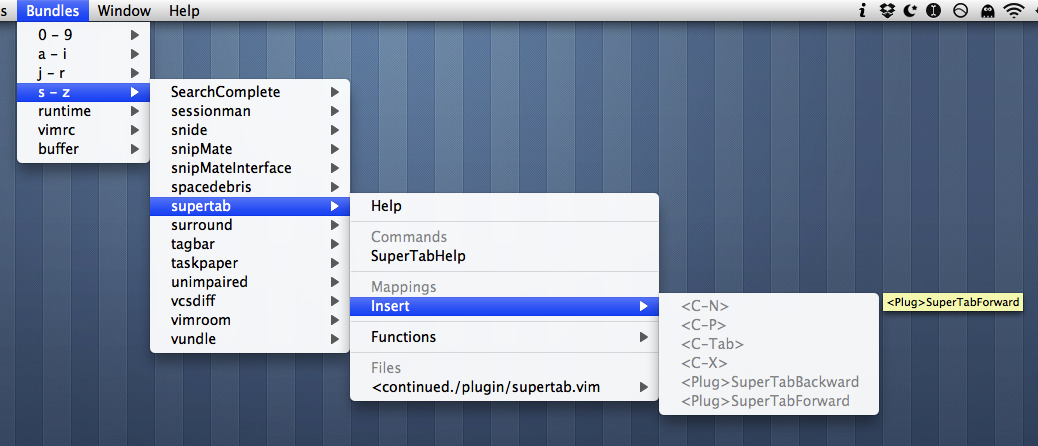 s Bundles Window Help
0 – 9
a – i
j – r
s – z
runtime
vimrc
buffer
SearchComplete
sessionman
snide
snipMate
snipMateInterface
spacedebris
supertab
surround
tagbar
taskpaper
unimpaired
vcsdiff
vimroom
vundle
Help
Commands
SuperTabHelp
Mappings
Insert
Functions
Files
<continued./plugin/supertab.vim
<C-N>
<C-P>
<C-Tab>
<C-X>
<Plug>SuperTabBackward
<Plug>SuperTabForward
<Plug>SuperTabForward